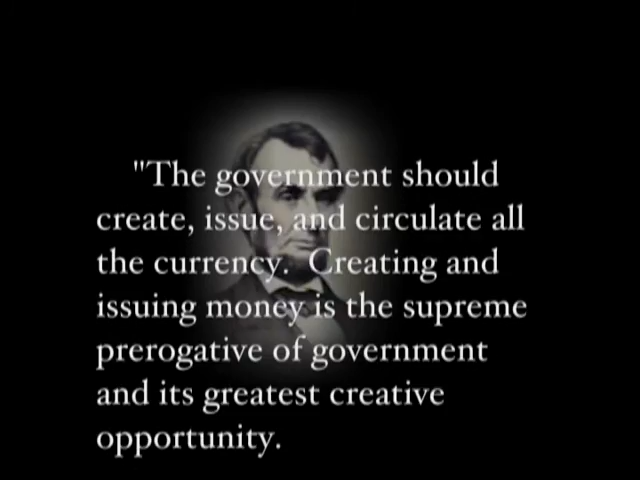 "The government should
create, issue, and circulate all
the currency.  Creating and
issuing money is the supreme
prerogative of government
and its greatest creative
opportunity.